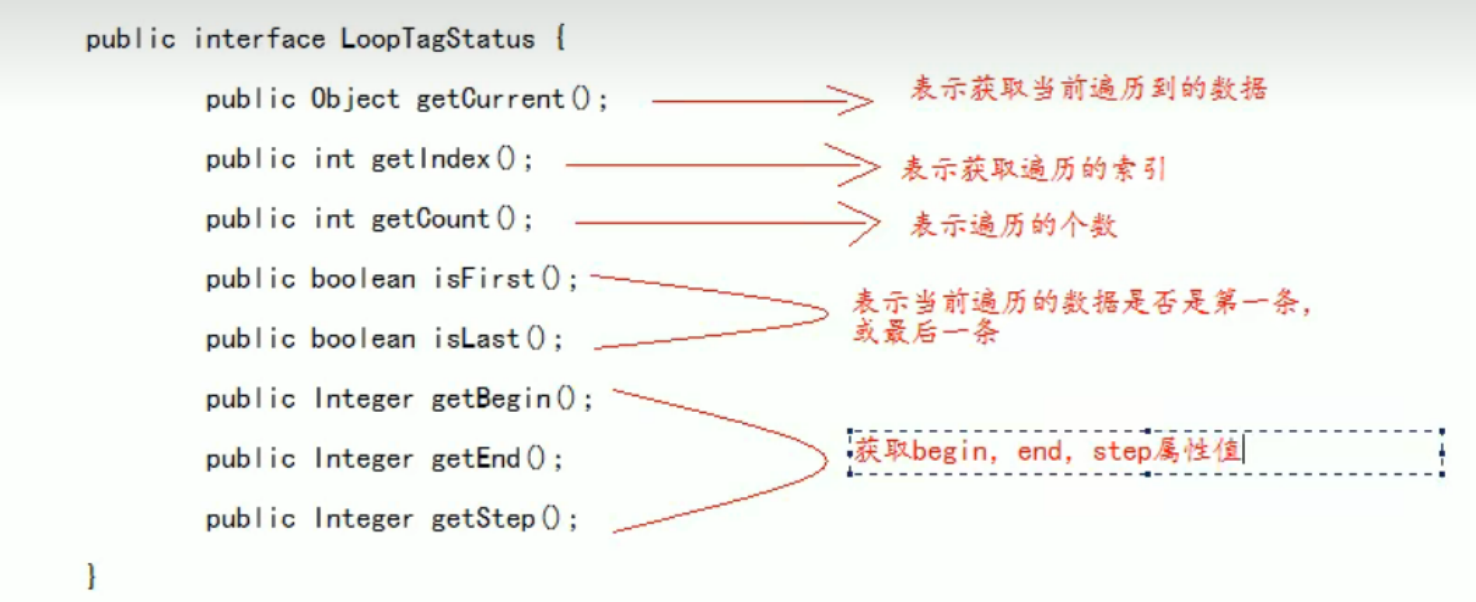 public interface LoopTagStatus {
public Object getCurrent();
表示获取当前遍历到的数据
public int getIndex();
表示获取遍历的索引
public int getCount();
表示遍历的个数
public boolean isFirst();
表示当前遍历的数据是否是第一条,
或最后一条
public boolean isLast();
public Integer getBegin();
获取begin, end, step属性值
public Integer getEnd();
public Integer getStep();
}